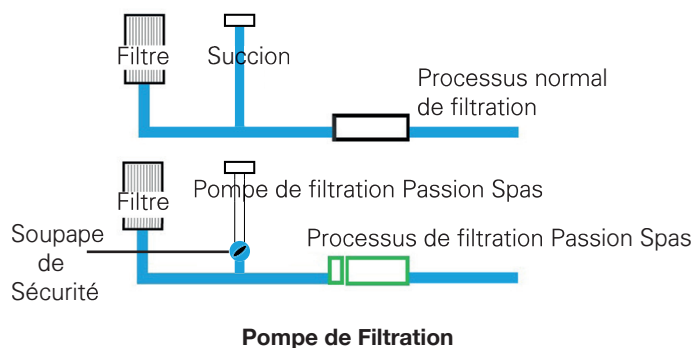 Filtre
Succion
Processus normal
de filtration
Filtre
Pompe de filtration Passion Spas
Soupape
de
Sécurité
Processus de filtration Passion Spas
Pompe de Filtration